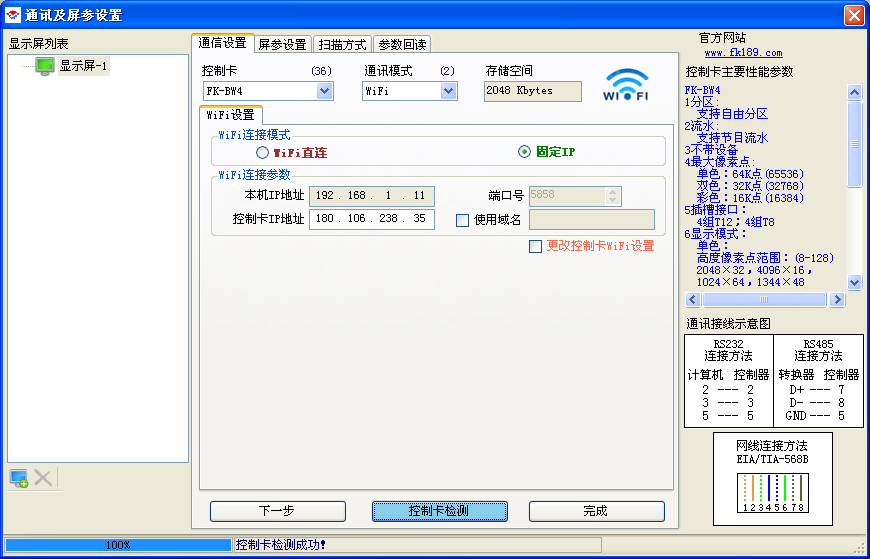 通讯及屏参设置
显示屏列表
显示屏-1
通信设置 屏参设置 扫描方式 参数回读
控制卡 (36) 通讯模式 (2) 存储空间
FK-BW4 WiFi 2048 Kbytes
WiFi
WiFi设置
WiFi连接模式
WiFi直连 固定IP
WiFi连接参数
本机IP地址 192 . 168 . 1 . 11 端口号 5858
控制卡IP地址 180 . 106 . 238 . 35 使用域名
更改控制卡WiFi设置
下一步 控制卡检测 完成
官方网站
www.fk189.com
控制卡主要性能参数
FK-BW4
1分区:
支持自由分区
2流水:
支持节目流水
3不带设备
4最大像素点:
单色：64K点(65536)
双色：32K点(32768)
彩色：16K点(16384)
5插槽接口：
4组T12；4组T8
6显示模式：
单色：
高度像素点范围：(8-128)
2048×32，4096×16，
1024×64，1344×48
通讯接线示意图
RS232
连接方法
计算机 控制器
2 --- 2
3 --- 3
5 --- 5
RS485
连接方法
转换器 控制器
D+ --- 7
D- --- 8
GND --- 5
网线连接方法
EIA/TIA-568B
1 2 3 4 5 6 7 8
100% 控制卡检测成功!